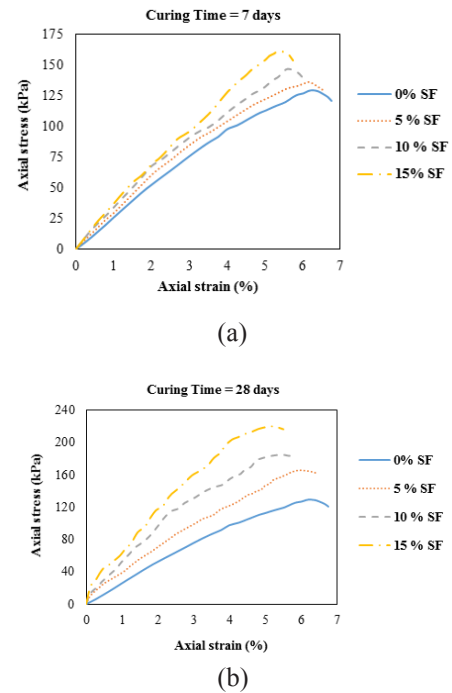 Curing Time = 7 days
Axial stress (kPa)
175
150
125
100
75
50
25
0
0 1 2 3 4 5 6 7
Axial strain (%)
0% SF
5 % SF
10 % SF
15% SF
(a)
Curing Time = 28 days
Axial stress (kPa)
240
200
160
120
80
40
0
0 1 2 3 4 5 6 7
Axial strain (%)
0% SF
5 % SF
10 % SF
15 % SF
(b)